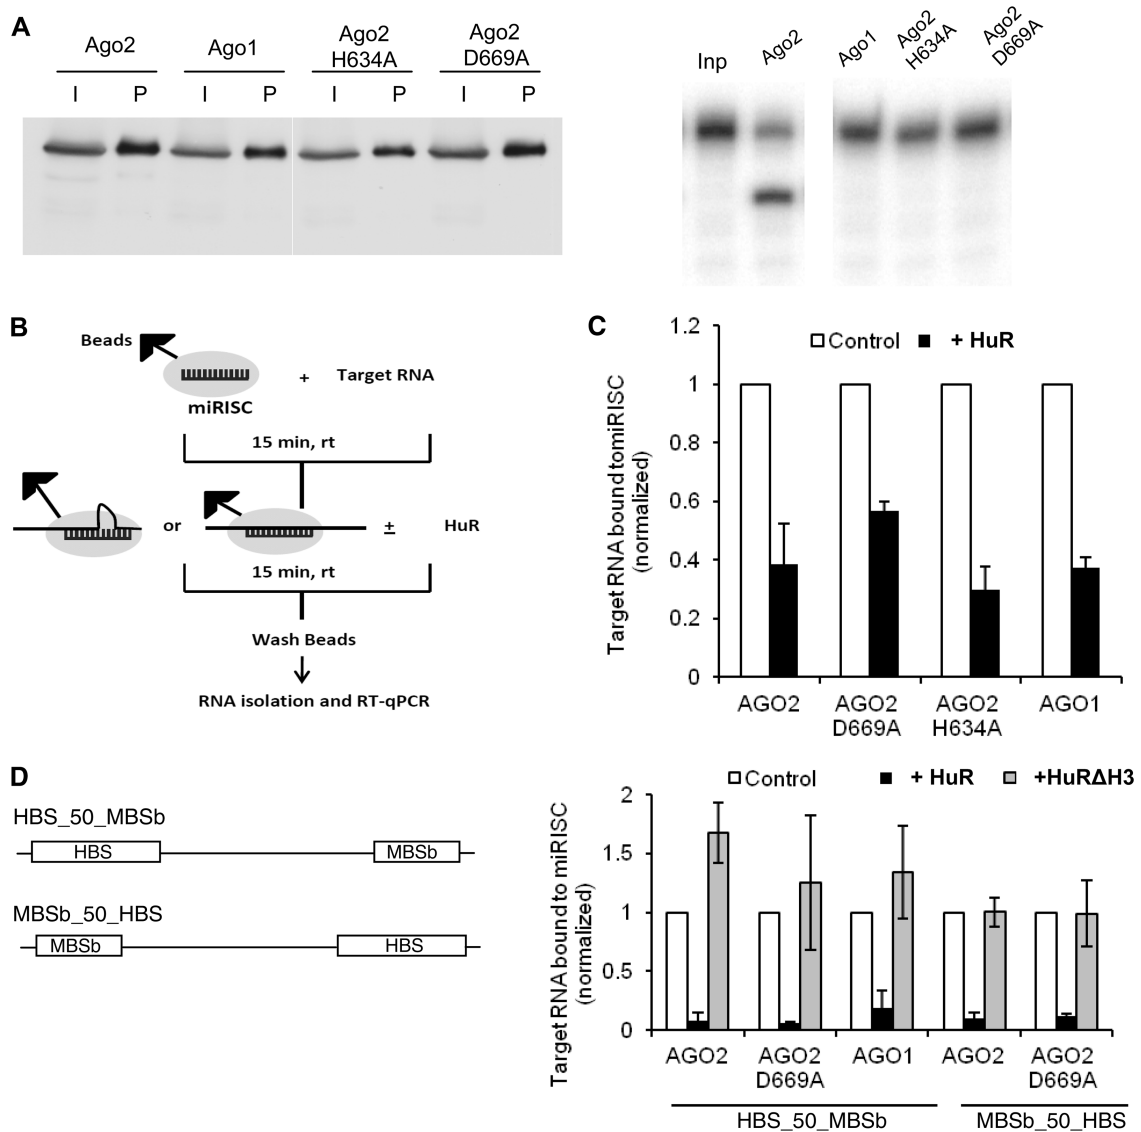 A
Ago2
Ago1
Ago2
H634A
Ago2
D669A
I P I P I P I P
Inp
Ago2
Ago1
Ago2
H634A
Ago2
D669A
B
Beads
+ Target RNA
miRISC
15 min, rt
or
± HuR
15 min, rt
Wash Beads
RNA isolation and RT-qPCR
C
Control + HuR
Target RNA bound tomiRISC
(normalized)
1.2
1
0.8
0.6
0.4
0.2
0
AGO2
AGO2
D669A
AGO2
H634A
AGO1
D
HBS_50_MBSb
HBS
MBSb
MBSb_50_HBS
MBSb
HBS
Control + HuR +HuRΔH3
Target RNA bound to miRISC
(normalized)
2
1.5
1
0.5
0
AGO2
AGO2
D669A
AGO1
AGO2
AGO2
D669A
HBS_50_MBSb
MBSb_50_HBS